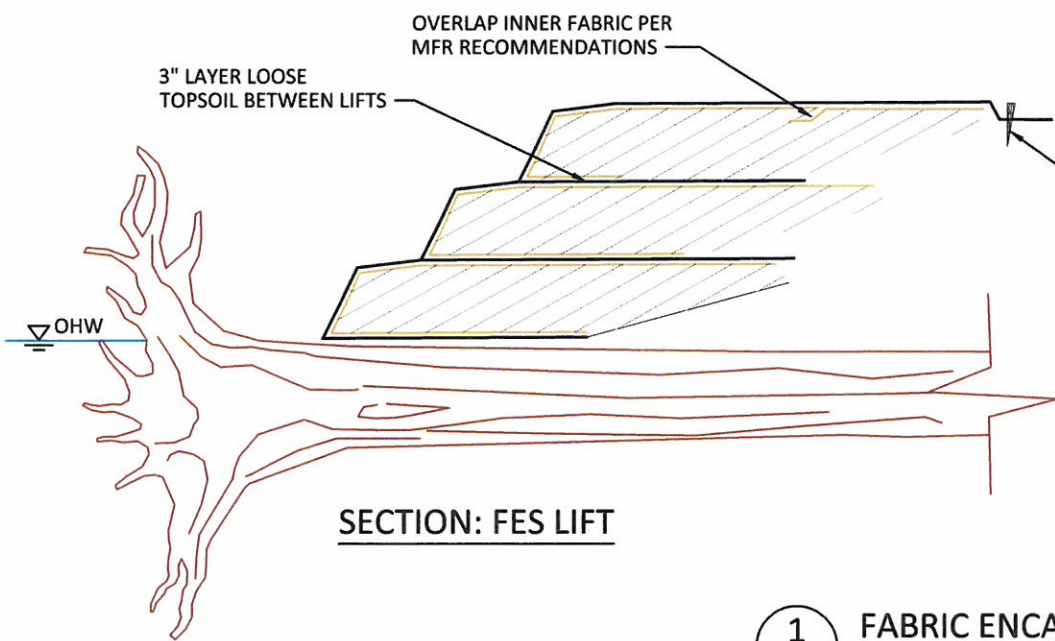 OVERLAP INNER FABRIC PER
MFR RECOMMENDATIONS
3" LAYER LOOSE
TOPSOIL BETWEEN LIFTS
OHW
SECTION: FES LIFT
1
FABRIC ENCA